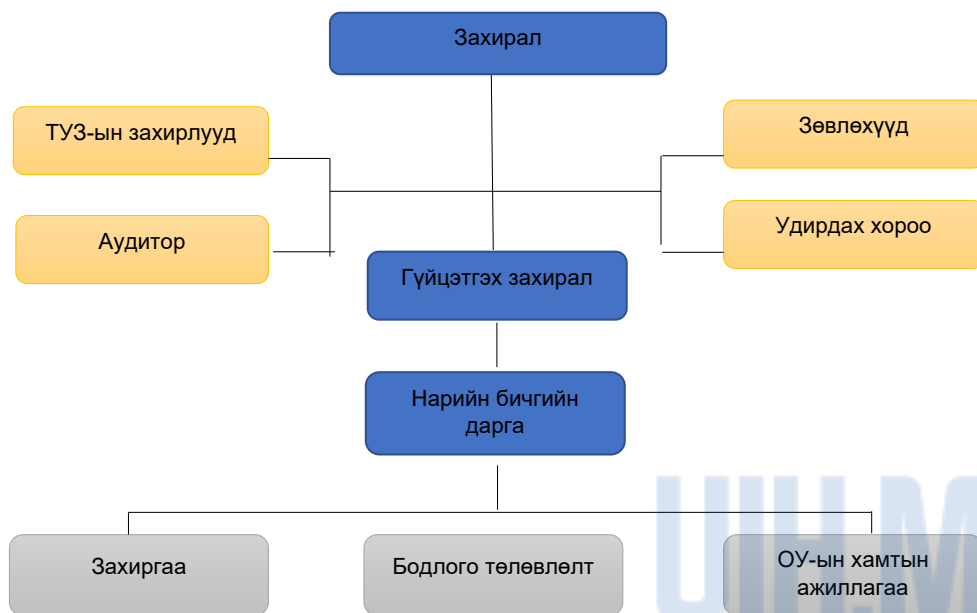 Захирал
ТУЗ-ын захирлууд
Зөвлөхүүд
Аудитор
Удирдах хороо
Гүйцэтгэх захирал
Нарийн бичгийн
дарга
Захиргаа
Бодлого төлөвлөлт
ОУ-ын хамтын
ажиллагаа
UIH.M